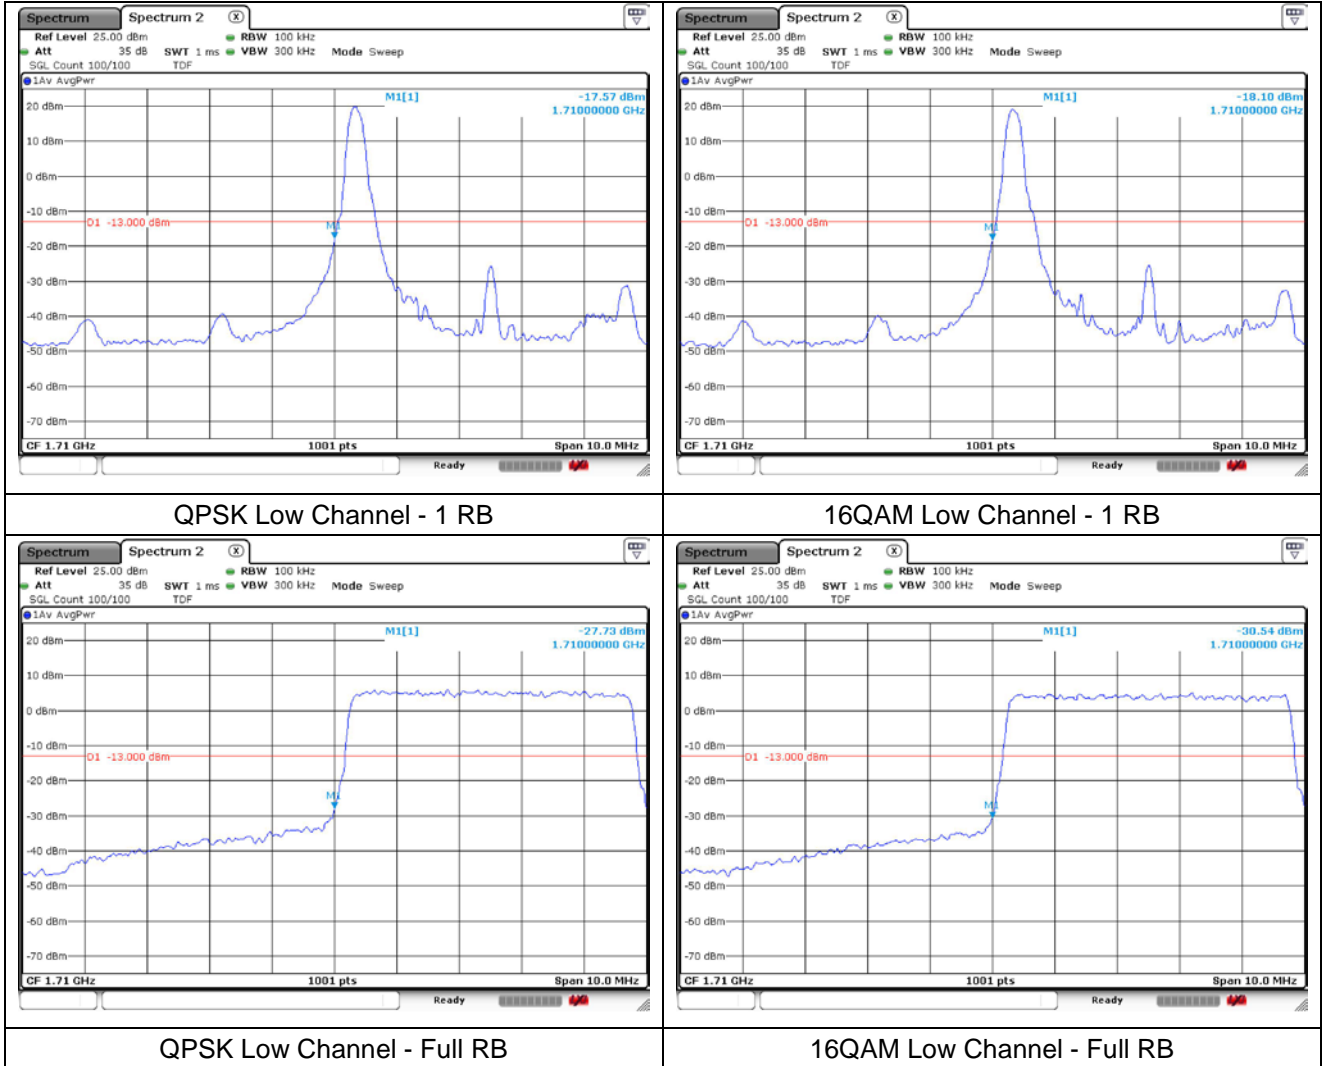 Spectrum Spectrum 2 X
Ref Level 25.00 dBm RBW 100 kHz
Att 35 dB SWT 1 ms VBW 300 kHz Mode Sweep
SGL Count 100/100 TDF
1Av AvgPwr
M1[1] -17.57 dBm
1.71000000 GHz
20 dBm
10 dBm
0 dBm
-10 dBm
D1 -13.000 dBm
M1
-20 dBm
-30 dBm
-40 dBm
-50 dBm
-60 dBm
-70 dBm
CF 1.71 GHz 1001 pts Span 10.0 MHz
Ready
QPSK Low Channel - 1 RB
Spectrum Spectrum 2 X
Ref Level 25.00 dBm RBW 100 kHz
Att 35 dB SWT 1 ms VBW 300 kHz Mode Sweep
SGL Count 100/100 TDF
1Av AvgPwr
M1[1] -18.10 dBm
1.71000000 GHz
20 dBm
10 dBm
0 dBm
-10 dBm
D1 -13.000 dBm
M1
-20 dBm
-30 dBm
-40 dBm
-50 dBm
-60 dBm
-70 dBm
CF 1.71 GHz 1001 pts Span 10.0 MHz
Ready
16QAM Low Channel - 1 RB
Spectrum Spectrum 2 X
Ref Level 25.00 dBm RBW 100 kHz
Att 35 dB SWT 1 ms VBW 300 kHz Mode Sweep
SGL Count 100/100 TDF
1Av AvgPwr
M1[1] -27.73 dBm
1.71000000 GHz
20 dBm
10 dBm
0 dBm
-10 dBm
D1 -13.000 dBm
-20 dBm
M1
-30 dBm
-40 dBm
-50 dBm
-60 dBm
-70 dBm
CF 1.71 GHz 1001 pts Span 10.0 MHz
Ready
QPSK Low Channel - Full RB
Spectrum Spectrum 2 X
Ref Level 25.00 dBm RBW 100 kHz
Att 35 dB SWT 1 ms VBW 300 kHz Mode Sweep
SGL Count 100/100 TDF
1Av AvgPwr
M1[1] -30.54 dBm
1.71000000 GHz
20 dBm
10 dBm
0 dBm
-10 dBm
D1 -13.000 dBm
-20 dBm
M1
-30 dBm
-40 dBm
-50 dBm
-60 dBm
-70 dBm
CF 1.71 GHz 1001 pts Span 10.0 MHz
Ready
16QAM Low Channel - Full RB